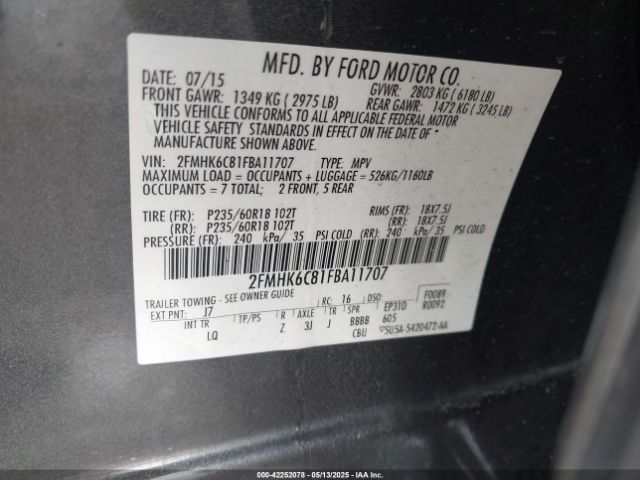 MFD. BY FORD MOTOR CO.
DATE: 07/15 GVWR: 2803 KG ( 6180 LB)
FRONT GAWR: 1349 KG ( 2975 LB) REAR GAWR: 1472 KG ( 3245 LB)
THIS VEHICLE CONFORMS TO ALL APPLICABLE FEDERAL MOTOR
VEHICLE SAFETY STANDARDS IN EFFECT ON THE DATE OF
MANUFACTURE SHOWN ABOVE.
VIN: 2FMHK6C81FBA11707 TYPE: MPV
MAXIMUM LOAD = OCCUPANTS + LUGGAGE = 526KG/1160LB
OCCUPANTS = 7 TOTAL; 2 FRONT, 5 REAR
TIRE (FR): P235/60R18 102T RIMS (FR): 18X7.5J
(RR): P235/60R18 102T (RR): 18X7.5J
PRESSURE (FR): 240 kPa/ 35 PSI COLD (RR): 240 kPa/ 35 PSI COLD
2FMHK6C81FBA11707
TRAILER TOWING - SEE OWNER GUIDE
EXT PNT: J7 RC: 16 DSO: F0089
INT TR TP/PS R AXLE TR SPR EP31D R0092
LQ Z 3J J BBBB 605
CBU 5U5A-5420472-AA
000-42252078 05/13/2025 IAAI.COM